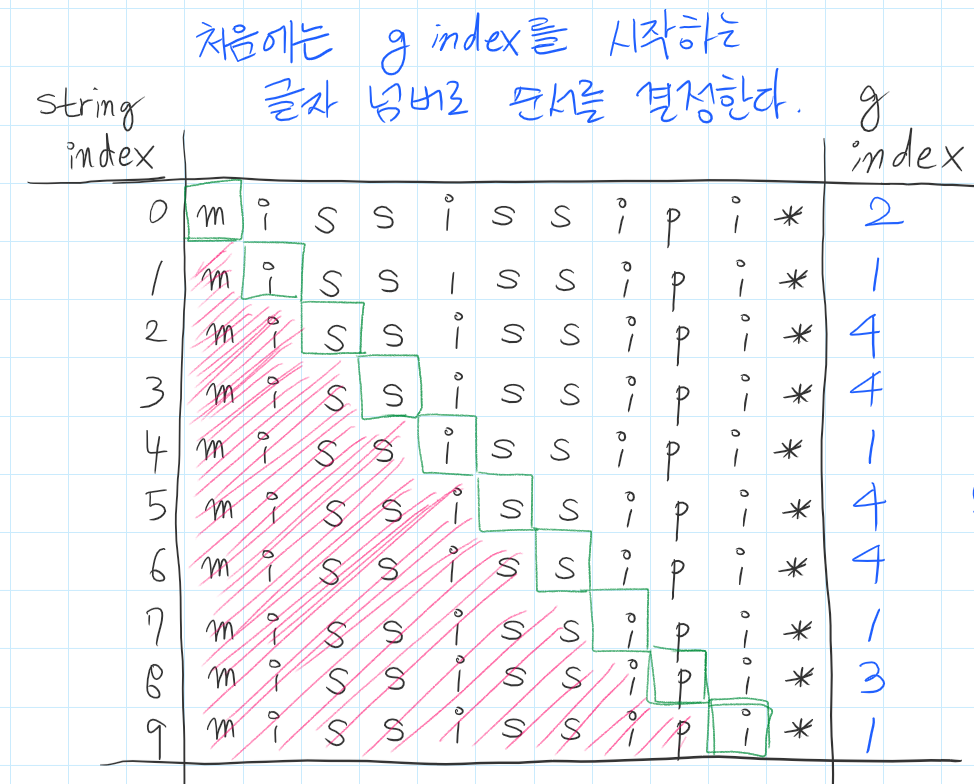 처음에는 g index를 시작하는
글자 넘버로 순서를 결정한다.
string index g index
0 m i s s i s s i p i * 2
1 m i s s i s s i p i * 1
2 m i s s i s s i p i * 4
3 m i s s i s s i p i * 4
4 m i s s i s s i p i * 1
5 m i s s i s s i p i * 4
6 m i s s i s s i p i * 4
7 m i s s i s s i p i * 1
8 m i s s i s s i p i * 3
9 m i s s i s s i p i * 1